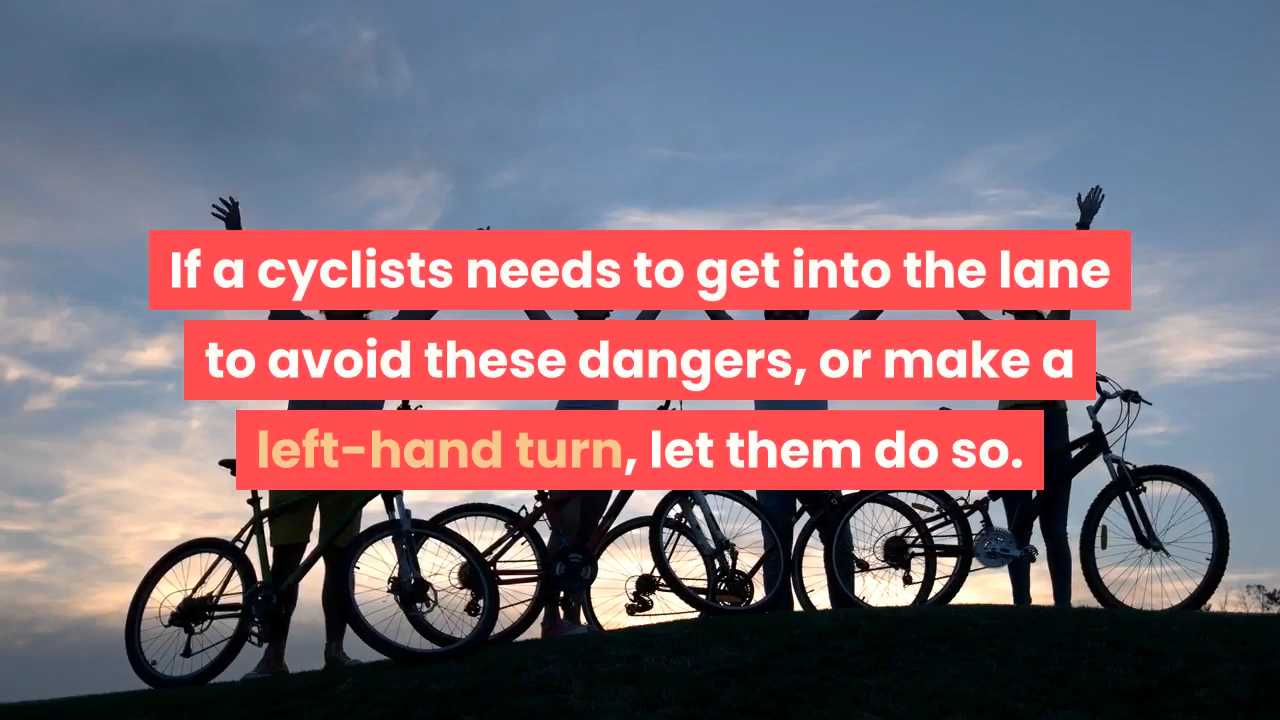 If a cyclists needs to get into the lane
to avoid these dangers, or make a
left-hand turn, let them do so.